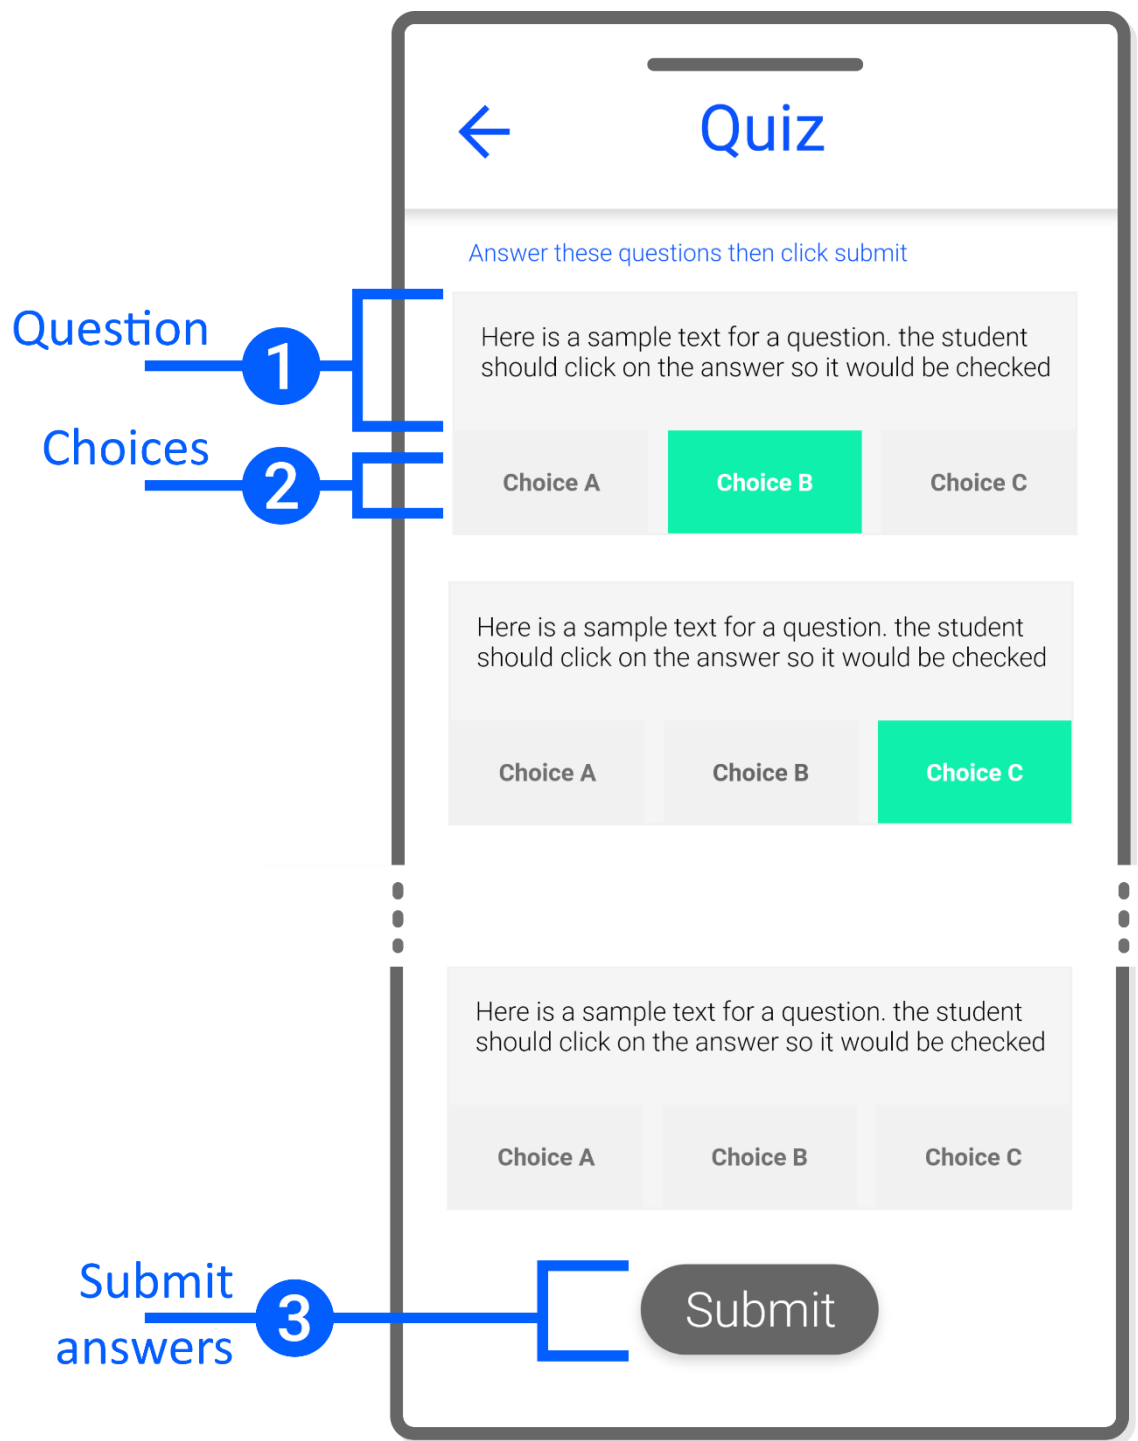 Quiz
Answer these questions then click submit
Question
1
Here is a sample text for a question. the student
should click on the answer so it would be checked
Choices
2
Choice A
Choice B
Choice C
Here is a sample text for a question. the student
should click on the answer so it would be checked
Choice A
Choice B
Choice C
Here is a sample text for a question. the student
should click on the answer so it would be checked
Choice A
Choice B
Choice C
Submit
answers
3
Submit